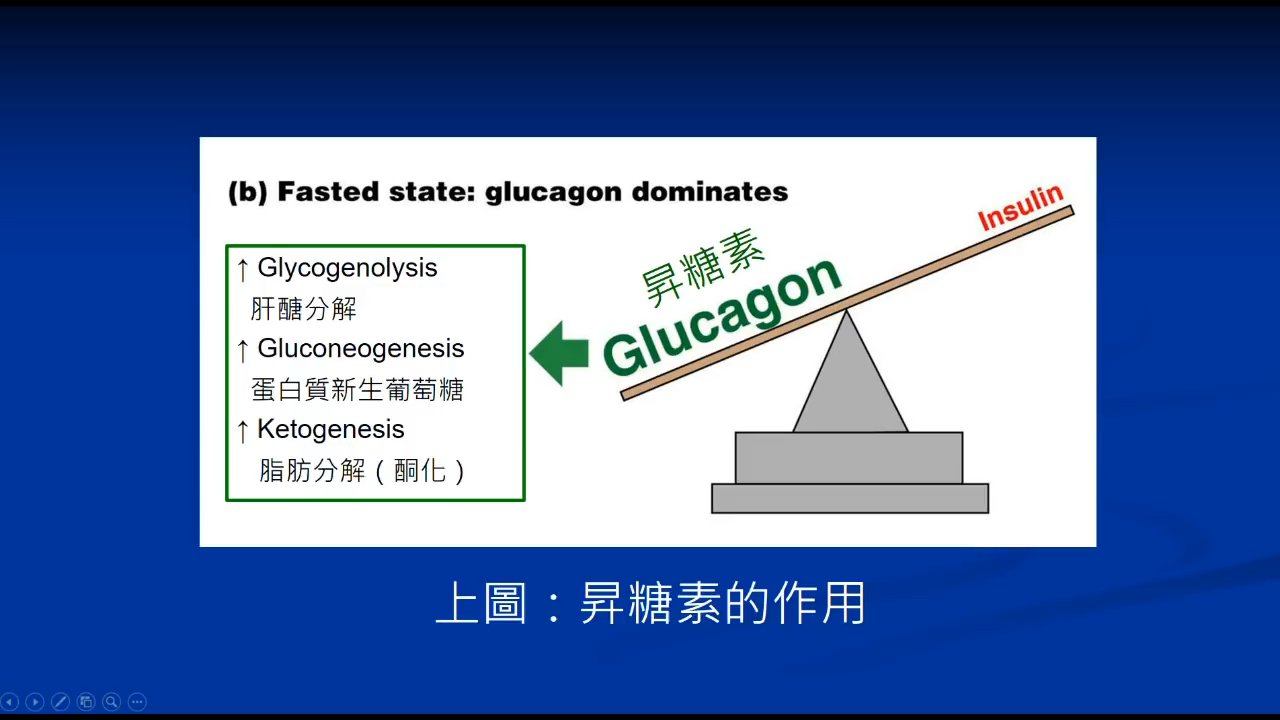 (b) Fasted state: glucagon dominates
Insulin
昇糖素
Glucagon
↑ Glycogenolysis
肝醣分解
↑ Gluconeogenesis
蛋白質新生葡萄糖
↑ Ketogenesis
脂肪分解（酮化）
上圖：昇糖素的作用